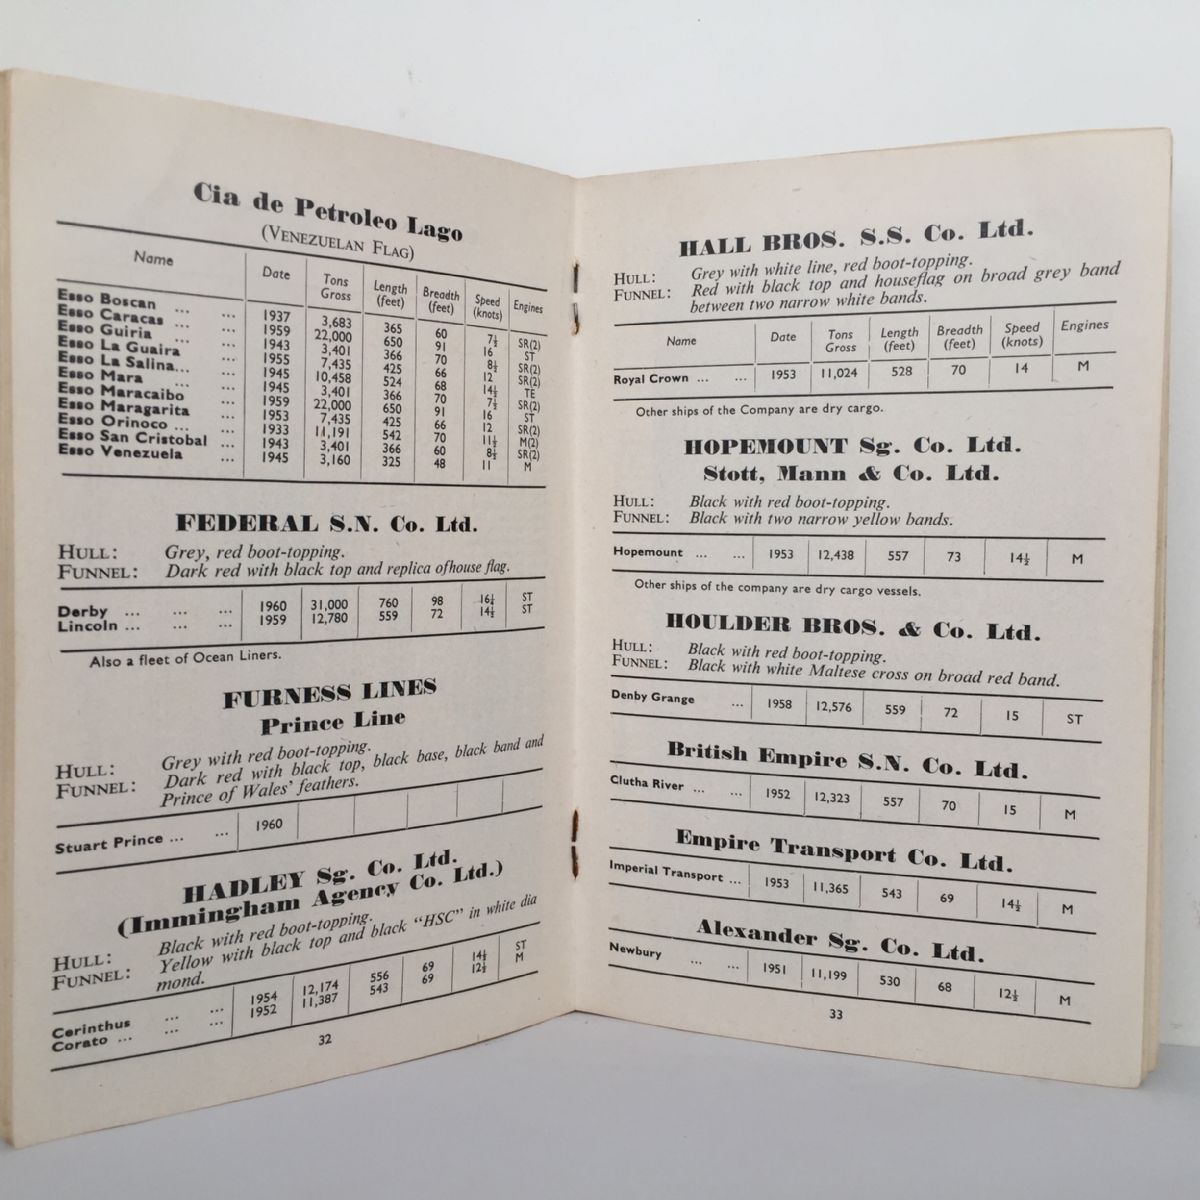 Cia de Petroleo Lago
(VENEZUELAN FLAG)
Name Date Tons Gross Length (feet) Breadth (feet) Speed (knots) Engines
Esso Boscan ... ... 1937 3,683 365 60 7½ SR(2)
Esso Caracas ... ... 1959 22,000 650 91 16 ST
Esso Guiria ... ... 1943 3,401 366 70 8½ SR(2)
Esso La Guaira ... 1955 7,435 425 66 12 SR(2)
Esso La Salina... ... 1945 10,458 524 68 14½ TE
Esso Mara ... ... 1945 3,401 366 70 7½ SR(2)
Esso Maracaibo ... 1959 22,000 650 91 16 ST
Esso Maragarita ... 1953 7,435 425 66 12 SR(2)
Esso Orinoco ... ... 1933 11,191 542 70 11½ M(2)
Esso San Cristobal ... 1943 3,401 366 60 8½ SR(2)
Esso Venezuela ... 1945 3,160 325 48 11 M
FEDERAL S.N. Co. Ltd.
HULL: Grey, red boot-topping.
FUNNEL: Dark red with black top and replica ofhouse flag.
Derby ... ... ... 1960 31,000 760 98 16½ ST
Lincoln ... ... ... 1959 12,780 559 72 14½ ST
Also a fleet of Ocean Liners.
FURNESS LINES
Prince Line
HULL: Grey with red boot-topping.
FUNNEL: Dark red with black top, black base, black band and
Prince of Wales' feathers.
Stuart Prince ... ... 1960
HADLEY Sg. Co. Ltd.
(Immingham Agency Co. Ltd.)
HULL: Black with red boot-topping.
FUNNEL: Yellow with black top and black "HSC" in white dia
mond.
Cerinthus ... ... 1954 12,174 556 69 14½ ST
Corato ... ... ... 1952 11,387 543 69 12½ M
32
HALL BROS. S.S. Co. Ltd.
HULL: Grey with white line, red boot-topping.
FUNNEL: Red with black top and houseflag on broad grey band
between two narrow white bands.
Name Date Tons Gross Length (feet) Breadth (feet) Speed (knots) Engines
Royal Crown ... ... 1953 11,024 528 70 14 M
Other ships of the Company are dry cargo.
HOPEMOUNT Sg. Co. Ltd.
Stott, Mann & Co. Ltd.
HULL: Black with red boot-topping.
FUNNEL: Black with two narrow yellow bands.
Hopemount ... ... 1953 12,438 557 73 14½ M
Other ships of the company are dry cargo vessels.
HOULDER BROS. & Co. Ltd.
HULL: Black with red boot-topping.
FUNNEL: Black with white Maltese cross on broad red band.
Denby Grange ... 1958 12,576 559 72 15 ST
British Empire S.N. Co. Ltd.
Clutha River ... ... 1952 12,323 557 70 15 M
Empire Transport Co. Ltd.
Imperial Transport ... 1953 11,365 543 69 14½ M
Alexander Sg. Co. Ltd.
Newbury ... ... 1951 11,199 530 68 12½ M
33